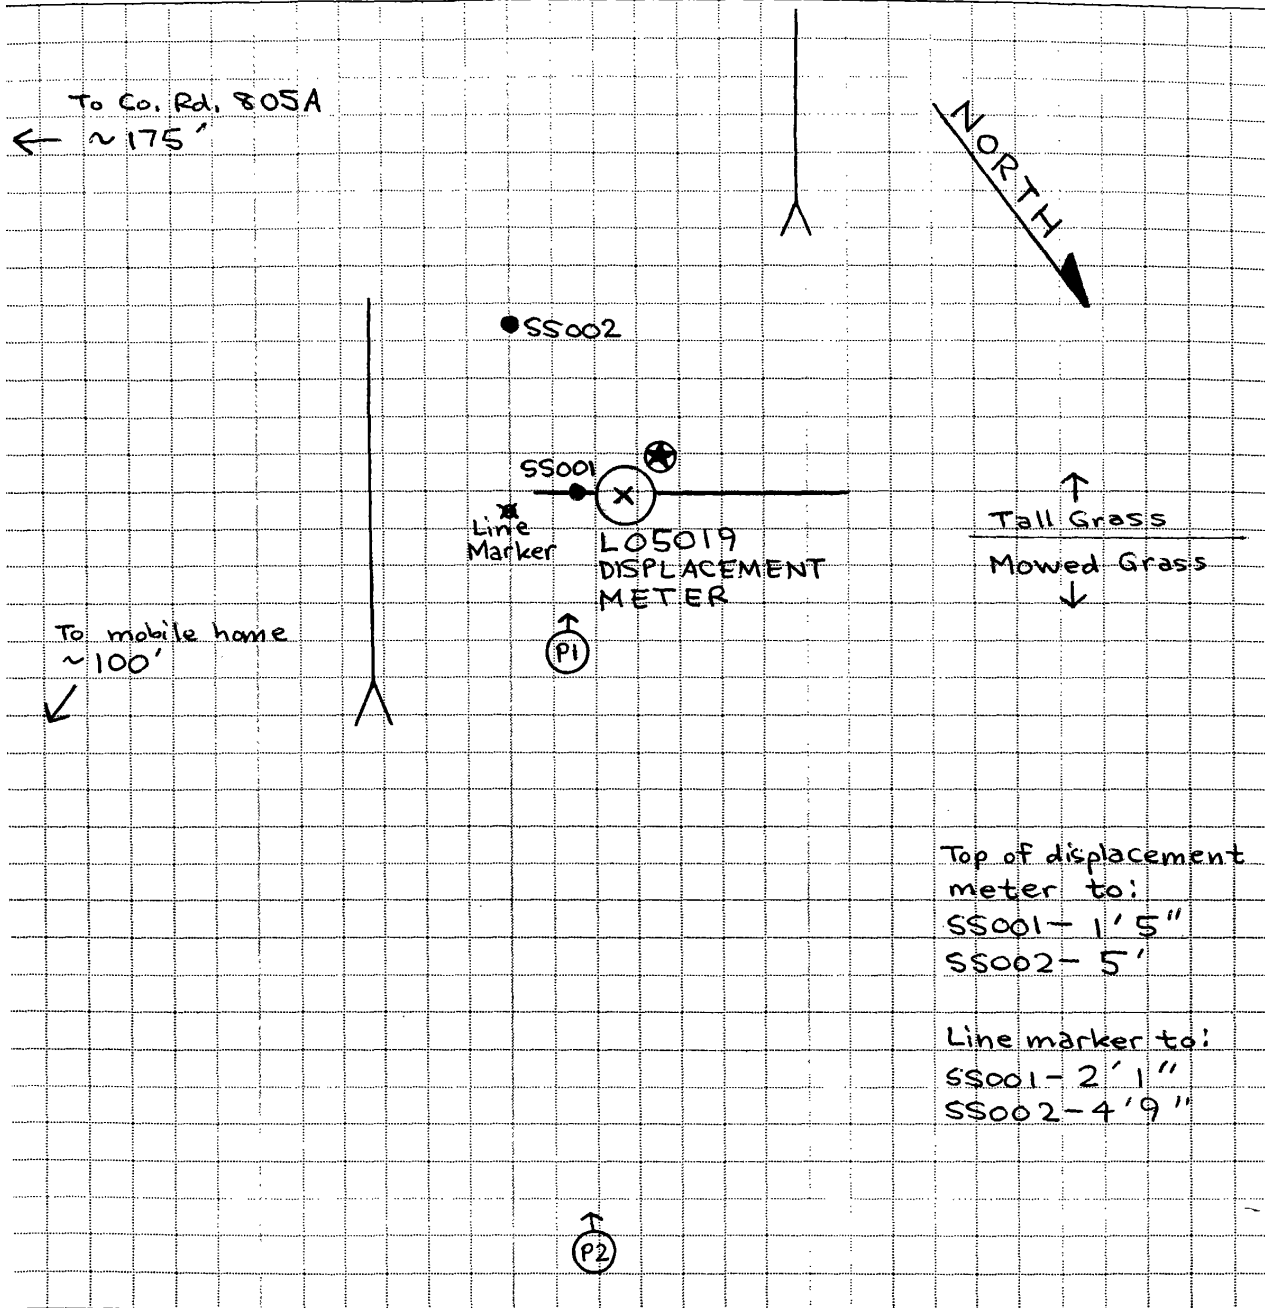 To Co. Rd. 805A
← ~ 175'
NORTH
SS002
SS001
X
Line
Marker
LO5019
DISPLACEMENT
METER
Tall Grass
Mowed Grass
P1
To mobile home
~ 100'
Top of displacement
meter to:
SS001- 1' 5"
SS002- 5'
Line marker to:
SS001- 2' 1"
SS002- 4' 9"
P2